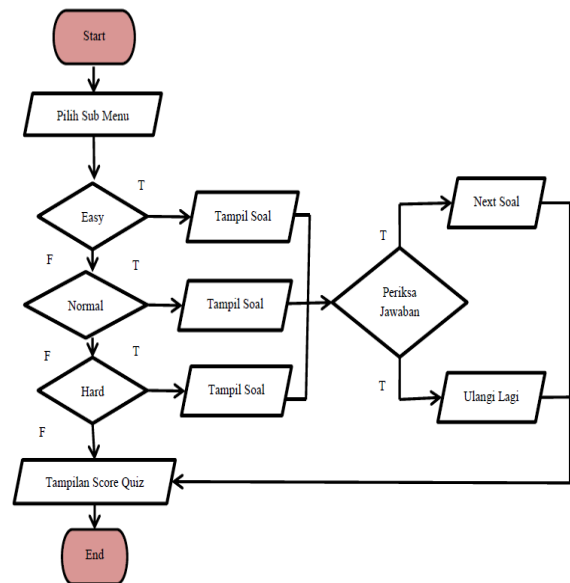 Start
Pilih Sub Menu
T
Easy
Tampil Soal
Next Soal
T
F
T
Normal
Tampil Soal
Periksa
Jawaban
F
T
Hard
Tampil Soal
T
Ulangi Lagi
F
Tampilan Score Quiz
End